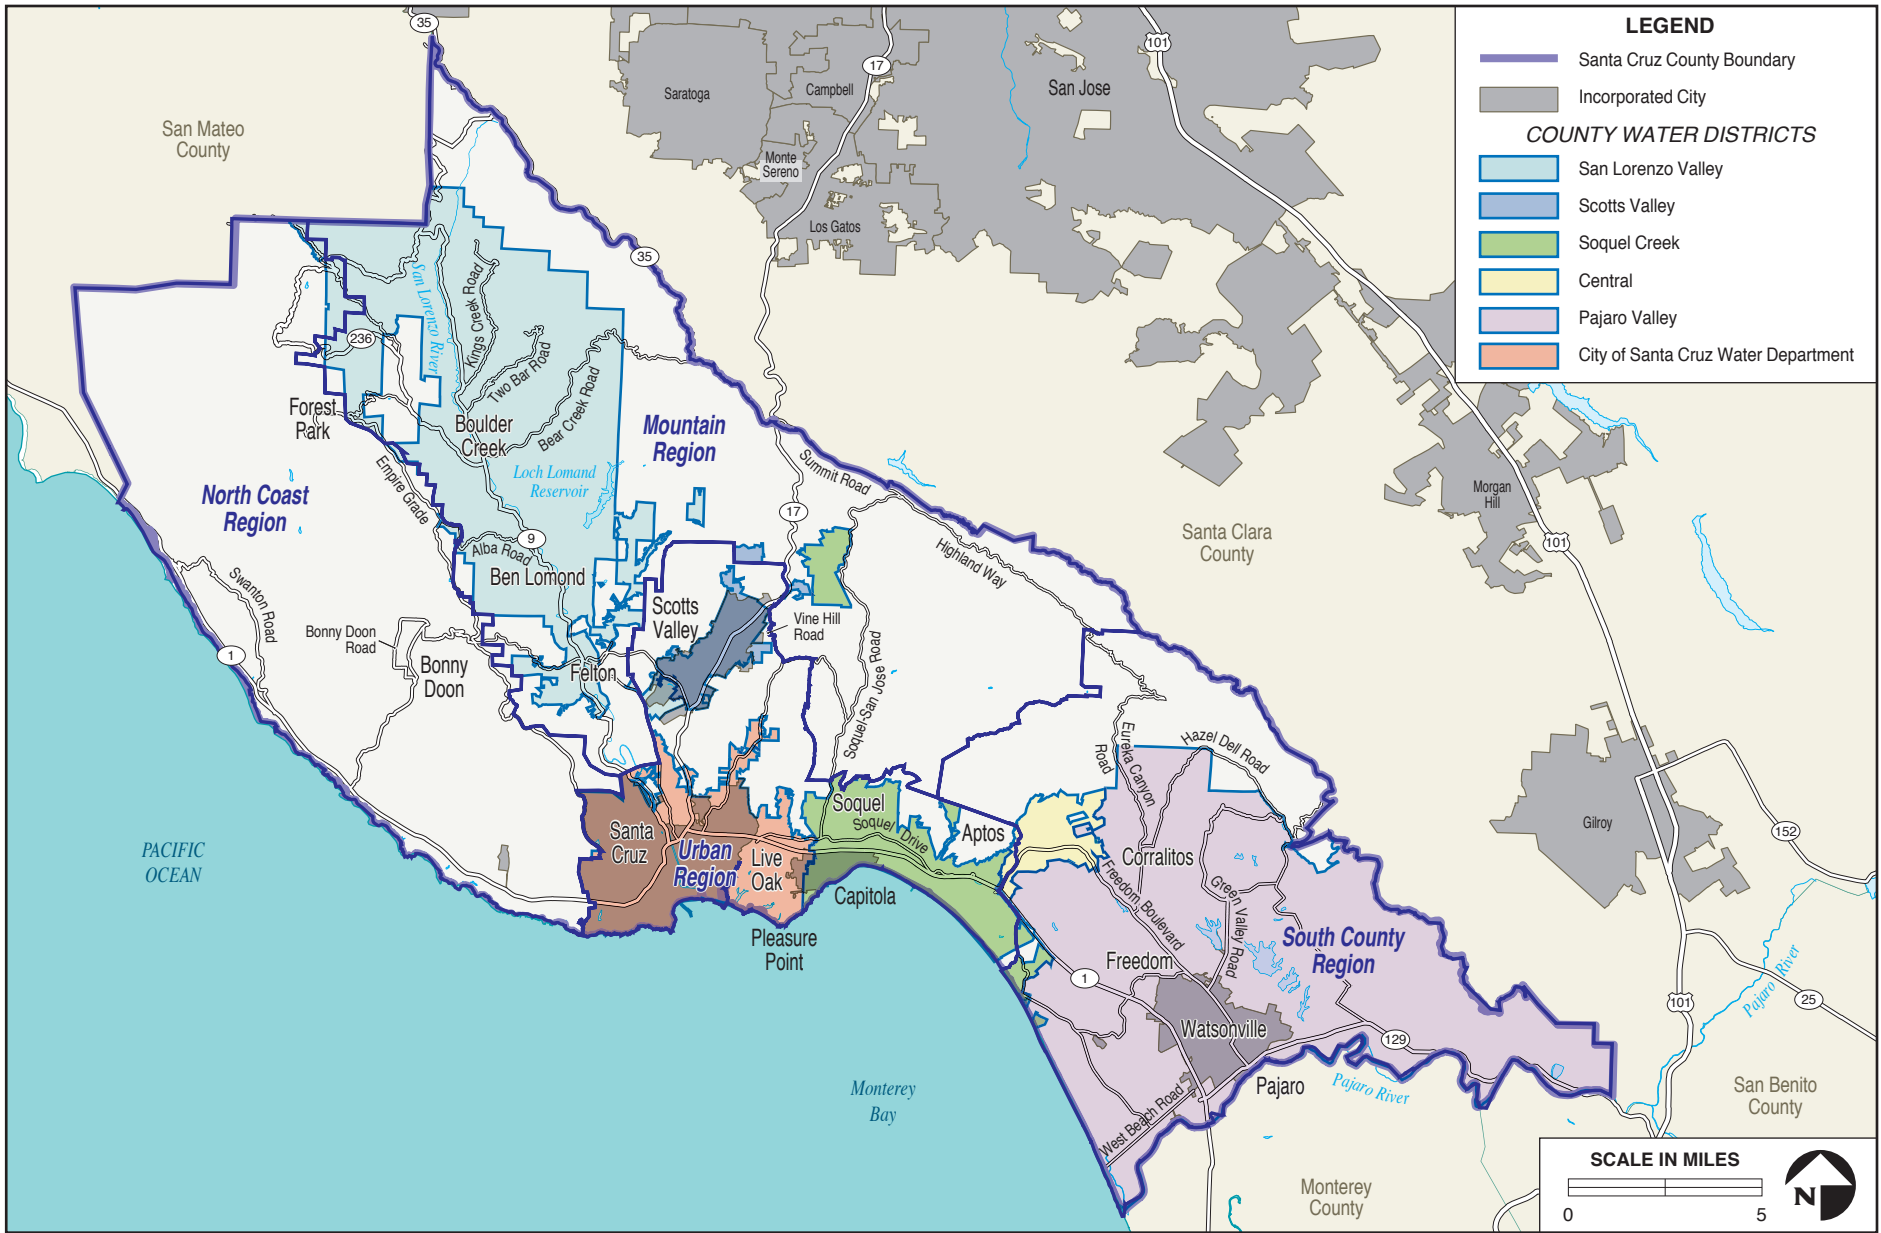 LEGEND
Santa Cruz County Boundary
Incorporated City
COUNTY WATER DISTRICTS
San Lorenzo Valley
Scotts Valley
Soquel Creek
Central
Pajaro Valley
City of Santa Cruz Water Department
35
17
101
Saratoga
Campbell
San Jose
San Mateo
County
Monte
Sereno
Los Gatos
35
San Lorenzo River
Kings Creek Road
236
Two Bar Road
Bear Creek Road
Forest
Park
Boulder
Creek
Mountain
Region
Empire Grade
Loch Lomand
Reservoir
Summit Road
North Coast
Region
17
Morgan
Hill
Santa Clara
County
101
9
Alba Road
Ben Lomond
Highland Way
Swanton Road
Scotts
Valley
Vine Hill
Road
Bonny Doon
Road
1
Bonny
Doon
Felton
Soquel-San Jose Road
Eureka Canyon
Road
Hazel Dell Road
Soquel
Soquel Drive
Aptos
Santa
Cruz
Urban
Region
Live
Oak
Capitola
Corralitos
Gilroy
152
PACIFIC
OCEAN
Freedom Boulevard
Green Valley Road
Pleasure
Point
South County
Region
Freedom
1
Pajaro River
101
25
Watsonville
129
Monterey
Bay
Pajaro
Pajaro River
West Beach Road
San Benito
County
Monterey
County
SCALE IN MILES
0
5
N